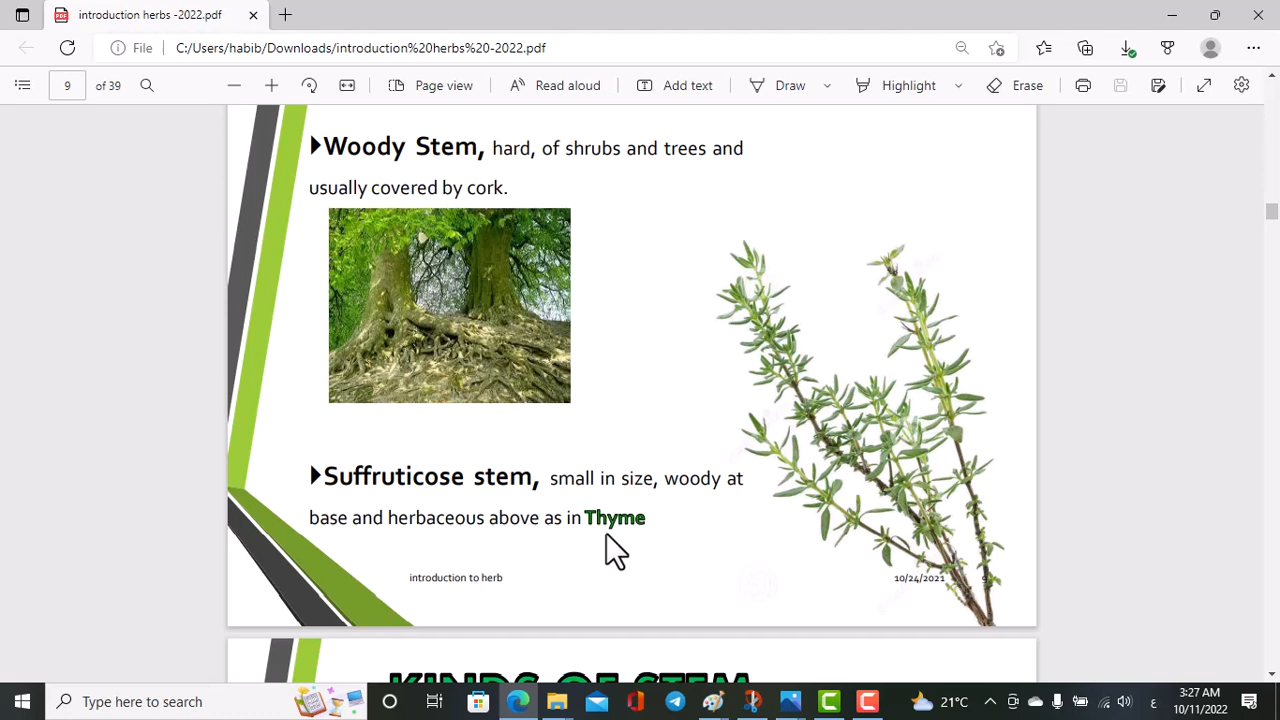 introduction herbs -2022.pdf
File
C:/Users/habib/Downloads/introduction%20herbs%20-2022.pdf
9 of 39
Page view
Read aloud
Add text
Draw
Highlight
Erase
Woody Stem, hard, of shrubs and trees and
usually covered by cork.
Suffruticose stem, small in size, woody at
base and herbaceous above as in Thyme
introduction to herb
10/24/2021
9
KINDS OF STEM
Type here to search
21°C
ع
3:27 AM
10/11/2022